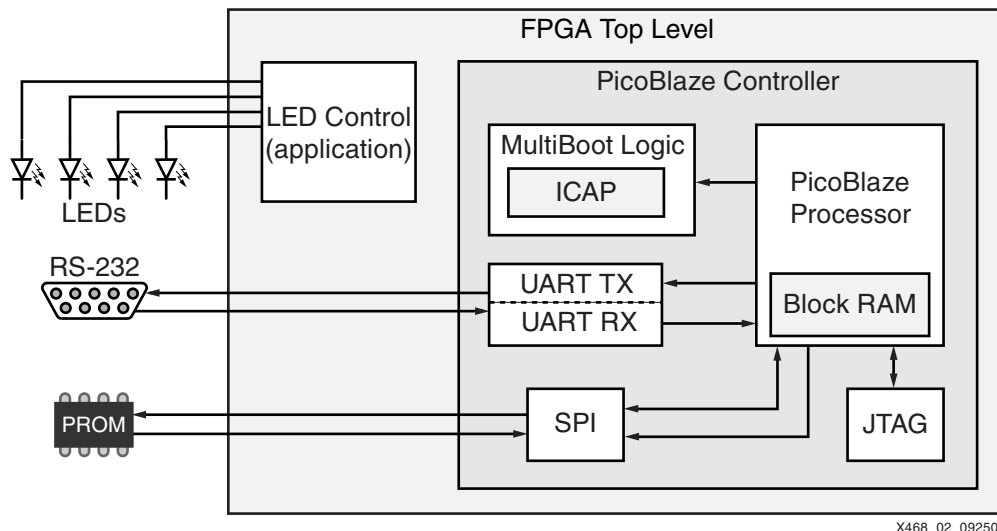 FPGA Top Level
PicoBlaze Controller
LED Control
(application)
LEDs
MultiBoot Logic
ICAP
PicoBlaze
Processor
RS-232
UART TX
UART RX
Block RAM
PROM
SPI
JTAG
X468_02_09250